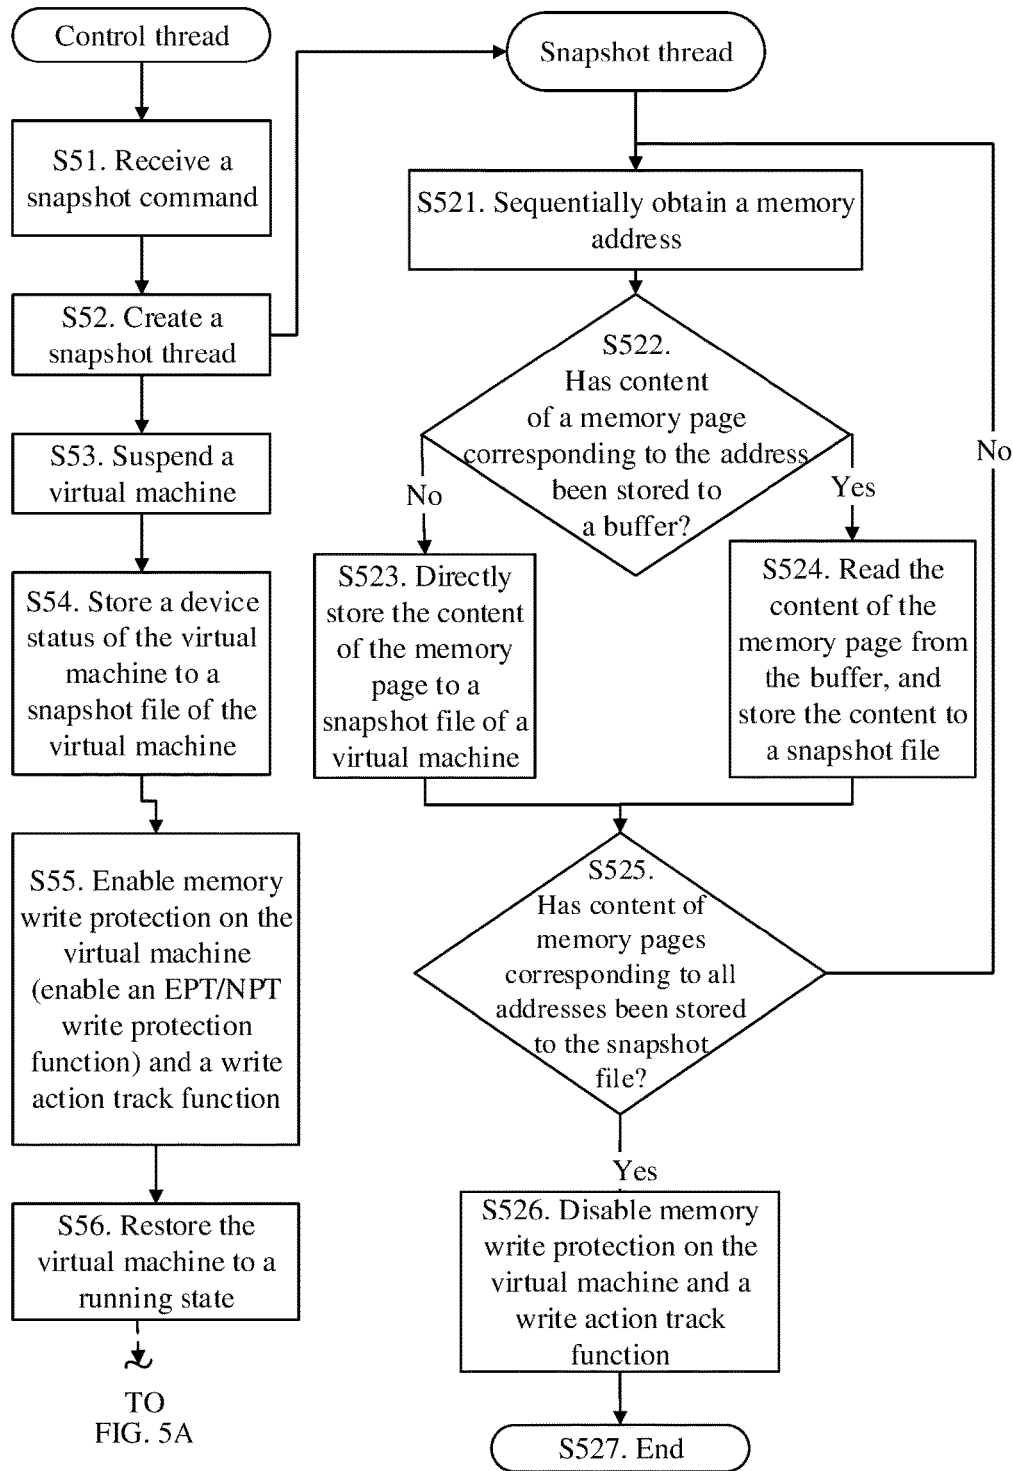 Control thread
S51. Receive a
snapshot command
S52. Create a
snapshot thread
S53. Suspend a
virtual machine
S54. Store a device
status of the virtual
machine to a
snapshot file of the
virtual machine
S55. Enable memory
write protection on the
virtual machine
(enable an EPT/NPT
write protection
function) and a write
action track function
S56. Restore the
virtual machine to a
running state
TO
FIG. 5A
Snapshot thread
S521. Sequentially obtain a memory
address
S522.
Has content
of a memory page
corresponding to the address
been stored to
a buffer?
No
Yes
S523. Directly
store the content
of the memory
page to a
snapshot file of a
virtual machine
S524. Read the
content of the
memory page from
the buffer, and
store the content to
a snapshot file
S525.
Has content of
memory pages
corresponding to all
addresses been stored
to the snapshot
file?
No
Yes
S526. Disable memory
write protection on the
virtual machine and a
write action track
function
S527. End